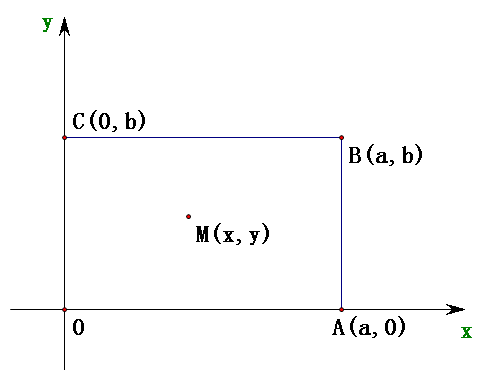 y
C(0,b)
B(a,b)
M(x,y)
O
A(a,0)
x